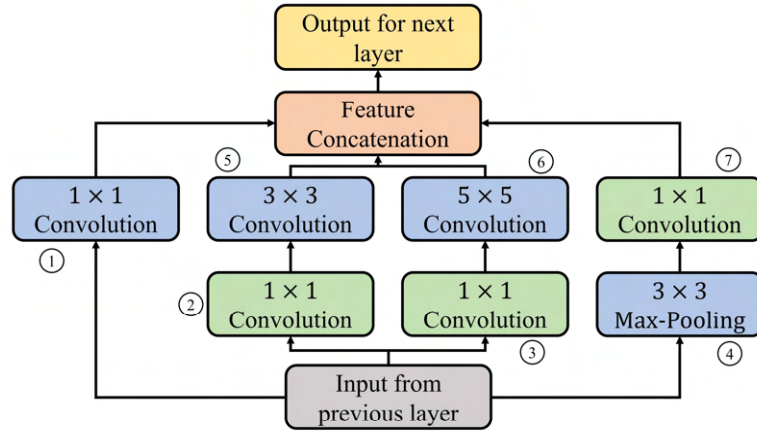 Output for next
layer
Feature
Concatenation
⑤
⑥
⑦
1 × 1
Convolution
3 × 3
Convolution
5 × 5
Convolution
1 × 1
Convolution
①
②
1 × 1
Convolution
1 × 1
Convolution
3 × 3
Max-Pooling
③
④
Input from
previous layer